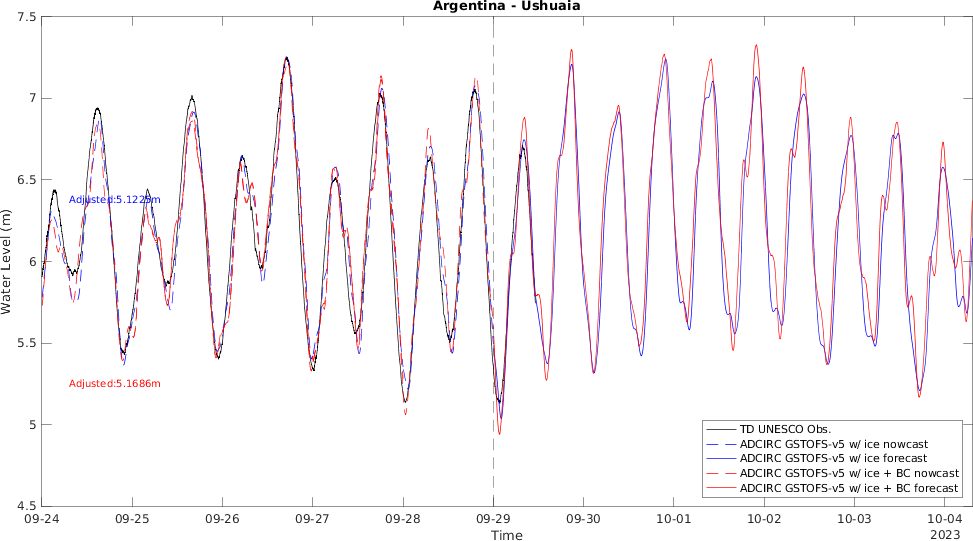 Argentina - Ushuaia
7.5
7
6.5
6
5.5
5
4.5
Water Level (m)
Adjusted:5.1225m
Adjusted:5.1686m
TD UNESCO Obs.
ADCIRC GSTOFS-v5 w/ ice nowcast
ADCIRC GSTOFS-v5 w/ ice forecast
ADCIRC GSTOFS-v5 w/ ice + BC nowcast
ADCIRC GSTOFS-v5 w/ ice + BC forecast
09-24 09-25 09-26 09-27 09-28 09-29 09-30 10-01 10-02 10-03 10-04
Time
2023